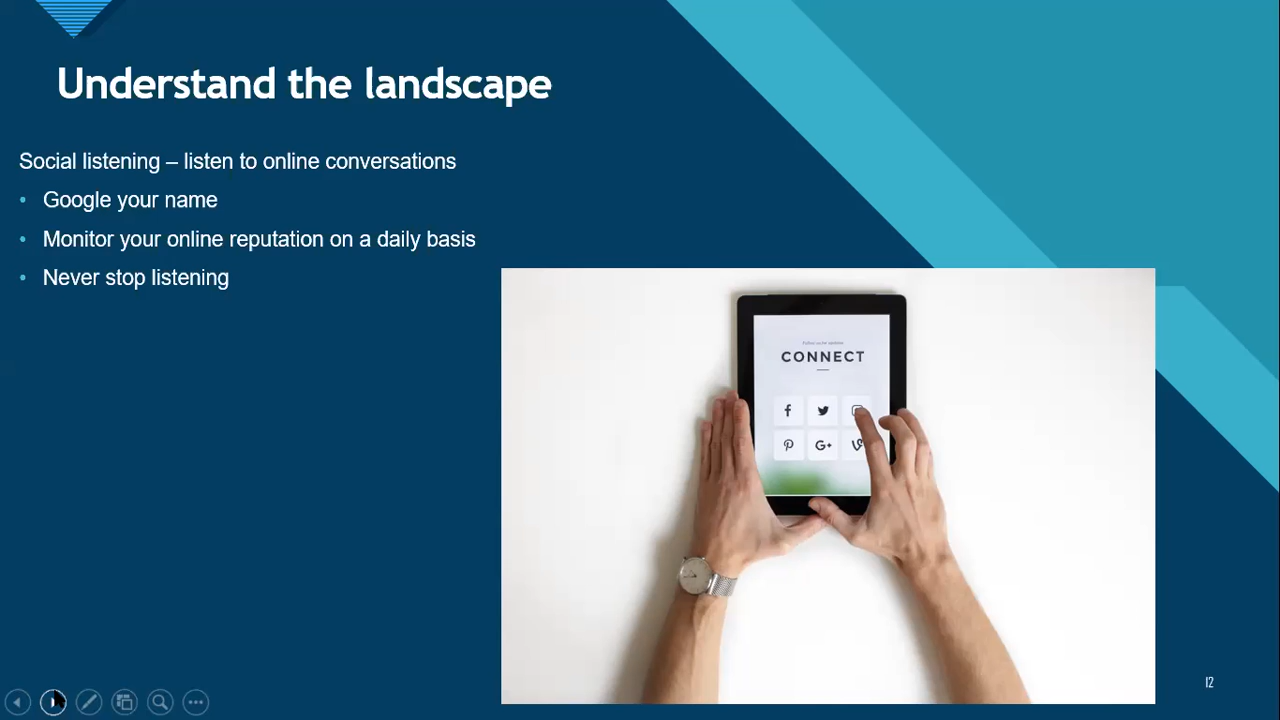 Understand the landscape
Social listening – listen to online conversations
• Google your name
• Monitor your online reputation on a daily basis
• Never stop listening
CONNECT
12